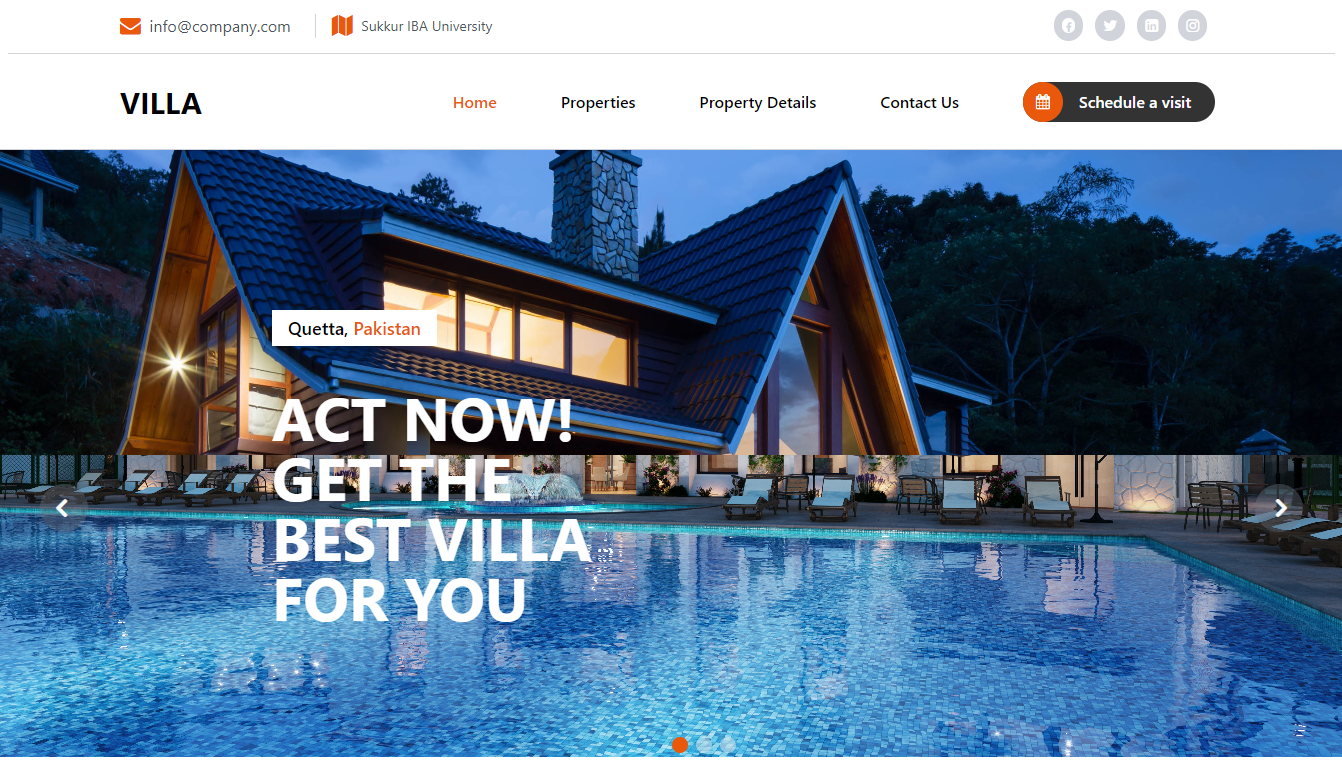 info@company.com
Sukkur IBA University
VILLA
Home
Properties
Property Details
Contact Us
Schedule a visit
Quetta, Pakistan
ACT NOW!
GET THE
BEST VILLA
FOR YOU